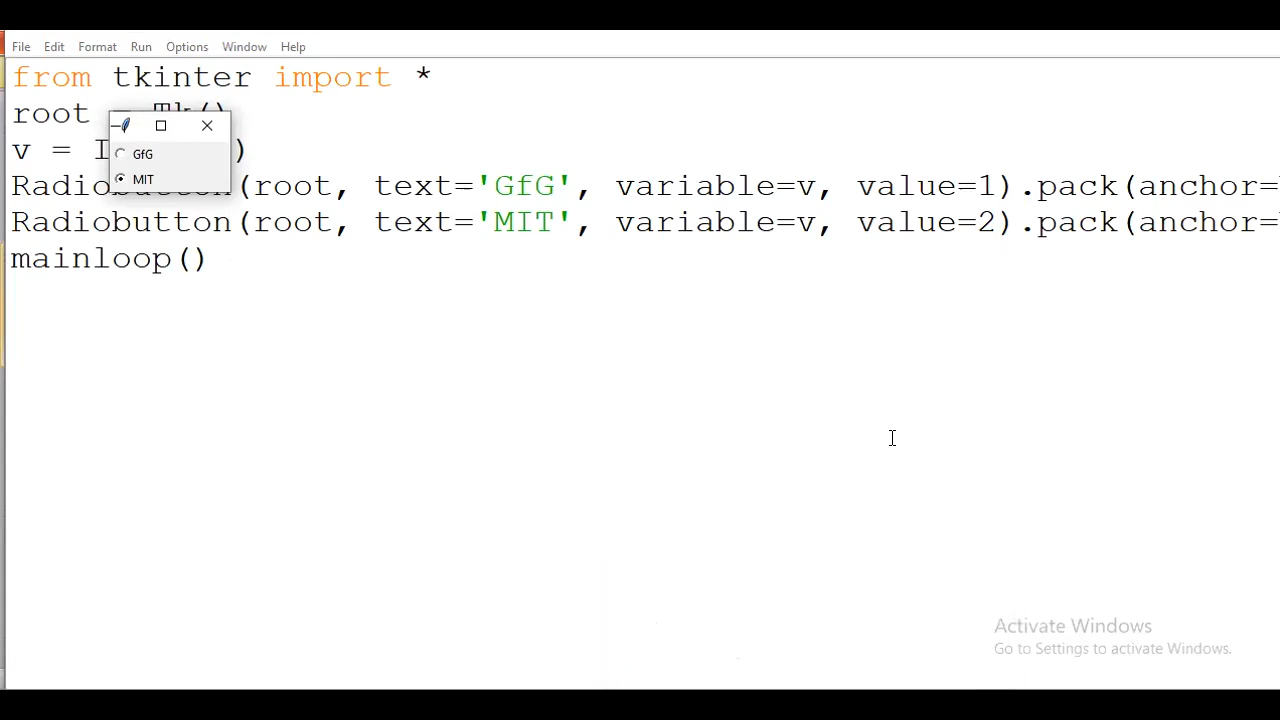 File Edit Format Run Options Window Help
from tkinter import *
root = Tk()
v = I )
GfG
MIT
Radiobutton(root, text='GfG', variable=v, value=1).pack(anchor=
Radiobutton(root, text='MIT', variable=v, value=2).pack(anchor=
mainloop()
Activate Windows
Go to Settings to activate Windows.